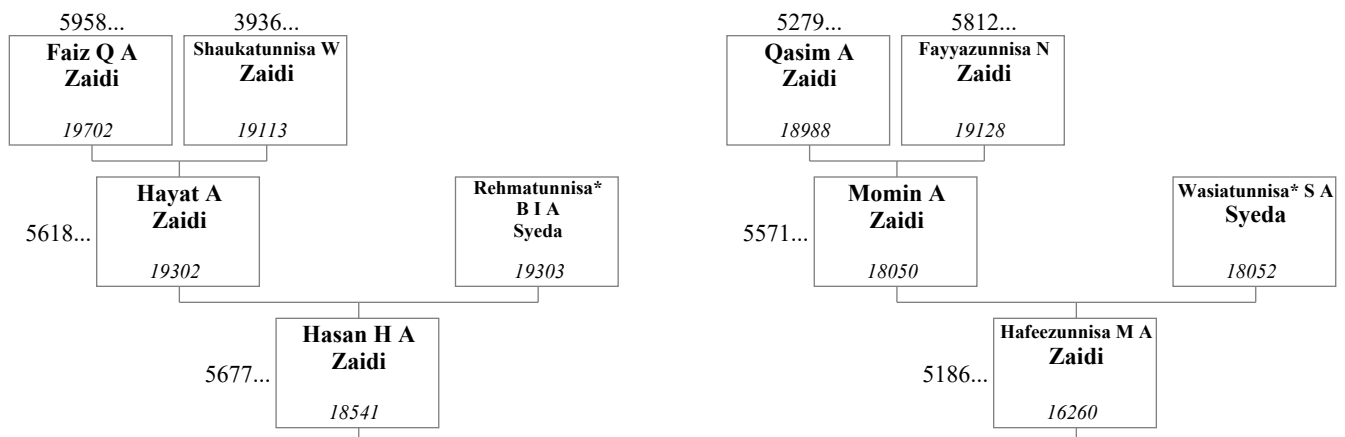 5958...
3936...
5279...
5812...
Faiz Q A
Zaidi
19702
Shaukatunnisa W
Zaidi
19113
Qasim A
Zaidi
18988
Fayyazunnisa N
Zaidi
19128
5618...
Hayat A
Zaidi
19302
Rehmatunnisa*
B I A
Syeda
19303
5571...
Momin A
Zaidi
18050
Wasiatunnisa* S A
Syeda
18052
5677...
Hasan H A
Zaidi
18541
5186...
Hafeezunnisa M A
Zaidi
16260